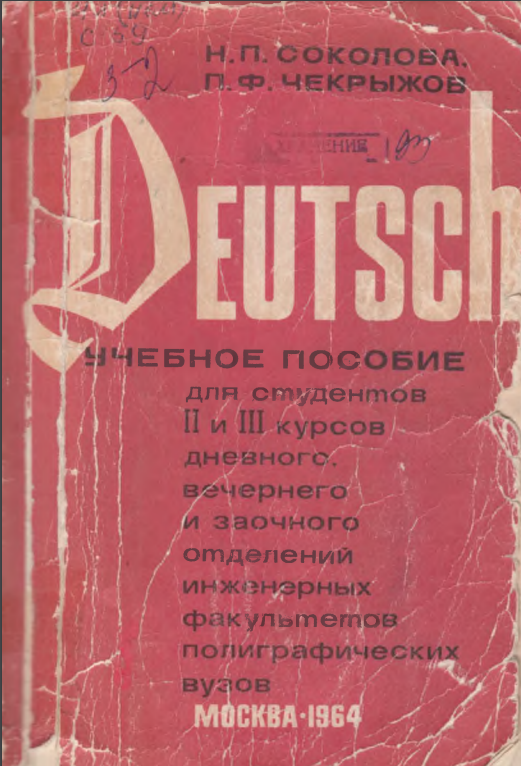 Н. П. СОКОЛОВА,
П. Ф. ЧЕКРЫЖОВ
DEUTSCH
УЧЕБНОЕ ПОСОБИЕ
для студентов
II и III курсов
дневного,
вечернего
и заочного
отделений
инженерных
факультетов
полиграфических
вузов
МОСКВА·1964